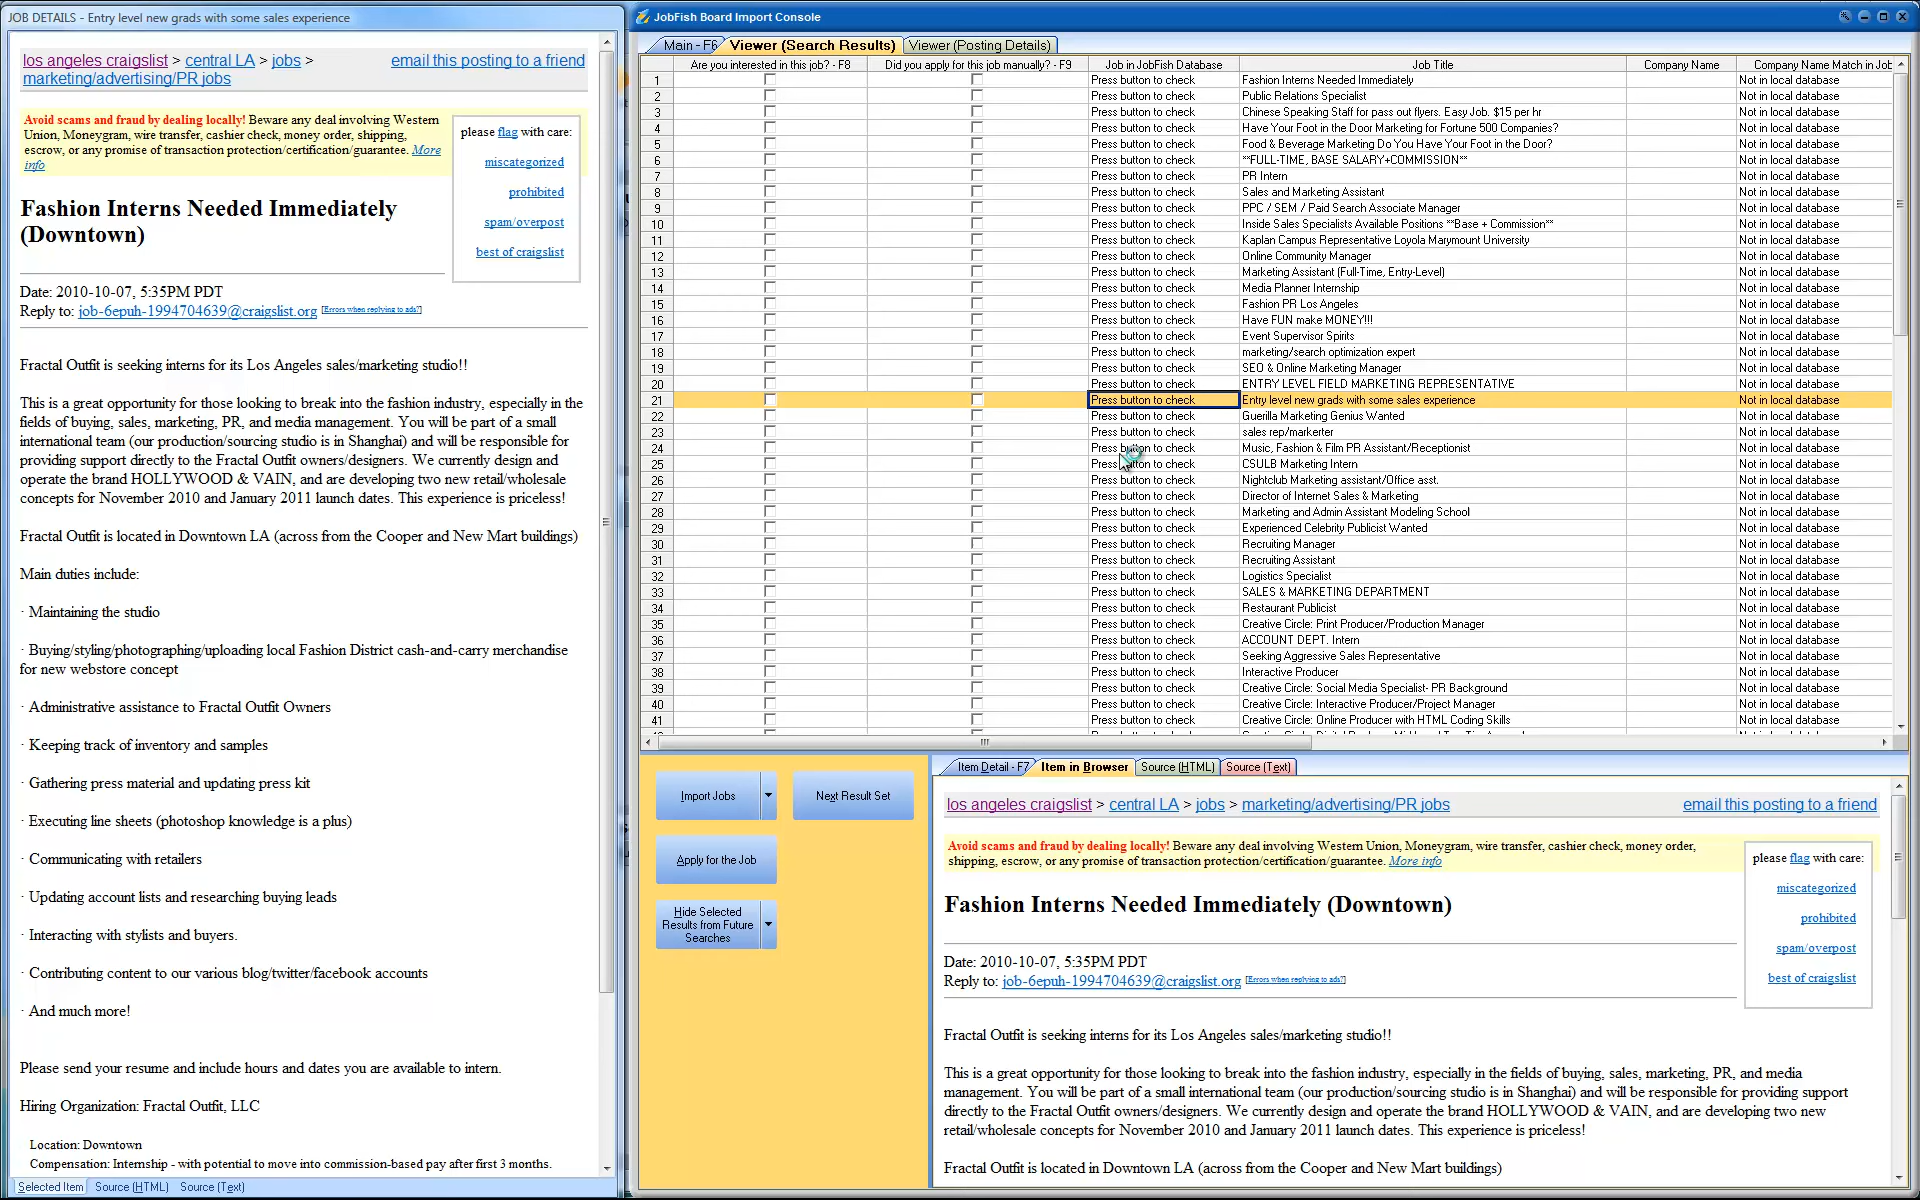 JOB DETAILS - Entry level new grads with some sales experience
los angeles craigslist > central LA > jobs >
marketing/advertising/PR jobs
email this posting to a friend
Avoid scams and fraud by dealing locally! Beware any deal involving Western
Union, Moneygram, wire transfer, cashier check, money order, shipping,
escrow, or any promise of transaction protection/certification/guarantee. More
info
please flag with care:
miscategorized
prohibited
spam/overpost
best of craigslist
Fashion Interns Needed Immediately
(Downtown)
Date: 2010-10-07, 5:35PM PDT
Reply to: job-6epuh-1994704639@craigslist.org [Errors when replying to ads?]
Fractal Outfit is seeking interns for its Los Angeles sales/marketing studio!!
This is a great opportunity for those looking to break into the fashion industry, especially in the
fields of buying, sales, marketing, PR, and media management. You will be part of a small
international team (our production/sourcing studio is in Shanghai) and will be responsible for
providing support directly to the Fractal Outfit owners/designers. We currently design and
operate the brand HOLLYWOOD & VAIN, and are developing two new retail/wholesale
concepts for November 2010 and January 2011 launch dates. This experience is priceless!
Fractal Outfit is located in Downtown LA (across from the Cooper and New Mart buildings)
Main duties include:
· Maintaining the studio
· Buying/styling/photographing/uploading local Fashion District cash-and-carry merchandise
for new webstore concept
· Administrative assistance to Fractal Outfit Owners
· Keeping track of inventory and samples
· Gathering press material and updating press kit
· Executing line sheets (photoshop knowledge is a plus)
· Communicating with retailers
· Updating account lists and researching buying leads
· Interacting with stylists and buyers.
· Contributing content to our various blog/twitter/facebook accounts
· And much more!
Please send your resume and include hours and dates you are available to intern.
Hiring Organization: Fractal Outfit, LLC
Location: Downtown
Compensation: Internship - with potential to move into commission-based pay after first 3 months.
Selected Item Source (HTML) Source (Text)
JobFish Board Import Console
Main - F6 Viewer (Search Results) Viewer (Posting Details)
Are you interested in this job? - F8 Did you apply for this job manually? - F9 Job in JobFish Database Job Title Company Name Company Name Match in Job
1 Press button to check Fashion Interns Needed Immediately Not in local database
2 Press button to check Public Relations Specialist Not in local database
3 Press button to check Chinese Speaking Staff for pass out flyers. Easy Job. $15 per hr Not in local database
4 Press button to check Have Your Foot in the Door Marketing for Fortune 500 Companies? Not in local database
5 Press button to check Food & Beverage Marketing Do You Have Your Foot in the Door? Not in local database
6 Press button to check **FULL-TIME, BASE SALARY+COMMISSION** Not in local database
7 Press button to check PR Intern Not in local database
8 Press button to check Sales and Marketing Assistant Not in local database
9 Press button to check PPC / SEM / Paid Search Associate Manager Not in local database
10 Press button to check Inside Sales Specialists Available Positions **Base + Commission** Not in local database
11 Press button to check Kaplan Campus Representative Loyola Marymount University Not in local database
12 Press button to check Online Community Manager Not in local database
13 Press button to check Marketing Assistant (Full-Time, Entry-Level) Not in local database
14 Press button to check Media Planner Internship Not in local database
15 Press button to check Fashion PR Los Angeles Not in local database
16 Press button to check Have FUN make MONEY!!! Not in local database
17 Press button to check Event Supervisor Spirits Not in local database
18 Press button to check marketing/search optimization expert Not in local database
19 Press button to check SEO & Online Marketing Manager Not in local database
20 Press button to check ENTRY LEVEL FIELD MARKETING REPRESENTATIVE Not in local database
21 Press button to check Entry level new grads with some sales experience Not in local database
22 Press button to check Guerilla Marketing Genius Wanted Not in local database
23 Press button to check sales rep/markerter Not in local database
24 Press button to check Music, Fashion & Film PR Assistant/Receptionist Not in local database
25 Press button to check CSULB Marketing Intern Not in local database
26 Press button to check Nightclub Marketing assistant/Office asst. Not in local database
27 Press button to check Director of Internet Sales & Marketing Not in local database
28 Press button to check Marketing and Admin Assistant Modeling School Not in local database
29 Press button to check Experienced Celebrity Publicist Wanted Not in local database
30 Press button to check Recruiting Manager Not in local database
31 Press button to check Recruiting Assistant Not in local database
32 Press button to check Logistics Specialist Not in local database
33 Press button to check SALES & MARKETING DEPARTMENT Not in local database
34 Press button to check Restaurant Publicist Not in local database
35 Press button to check Creative Circle: Print Producer/Production Manager Not in local database
36 Press button to check ACCOUNT DEPT. Intern Not in local database
37 Press button to check Seeking Aggressive Sales Representative Not in local database
38 Press button to check Interactive Producer Not in local database
39 Press button to check Creative Circle: Social Media Specialist- PR Background Not in local database
40 Press button to check Creative Circle: Interactive Producer/Project Manager Not in local database
41 Press button to check Creative Circle: Online Producer with HTML Coding Skills Not in local database
Import Jobs
Next Result Set
Apply for the Job
Hide Selected
Results from Future
Searches
Item Detail - F7 Item in Browser Source (HTML) Source (Text)
los angeles craigslist > central LA > jobs > marketing/advertising/PR jobs
email this posting to a friend
Avoid scams and fraud by dealing locally! Beware any deal involving Western Union, Moneygram, wire transfer, cashier check, money order,
shipping, escrow, or any promise of transaction protection/certification/guarantee. More info
please flag with care:
miscategorized
prohibited
spam/overpost
best of craigslist
Fashion Interns Needed Immediately (Downtown)
Date: 2010-10-07, 5:35PM PDT
Reply to: job-6epuh-1994704639@craigslist.org [Errors when replying to ads?]
Fractal Outfit is seeking interns for its Los Angeles sales/marketing studio!!
This is a great opportunity for those looking to break into the fashion industry, especially in the fields of buying, sales, marketing, PR, and media
management. You will be part of a small international team (our production/sourcing studio is in Shanghai) and will be responsible for providing support
directly to the Fractal Outfit owners/designers. We currently design and operate the brand HOLLYWOOD & VAIN, and are developing two new
retail/wholesale concepts for November 2010 and January 2011 launch dates. This experience is priceless!
Fractal Outfit is located in Downtown LA (across from the Cooper and New Mart buildings)